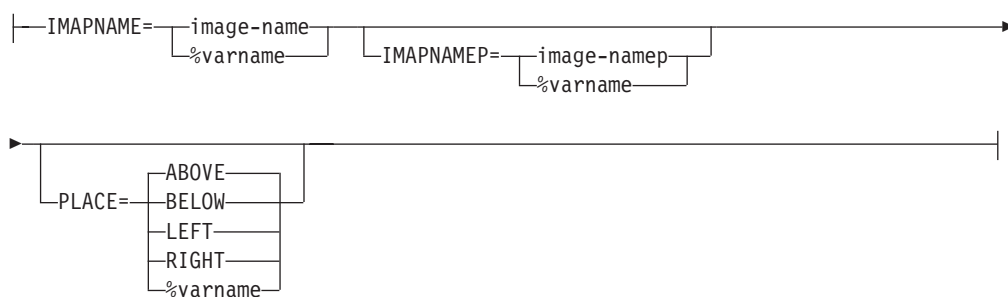 IMAPNAME= image-name IMAPNAMEP= image-namep
%varname %varname
PLACE= ABOVE
BELOW
LEFT
RIGHT
%varname